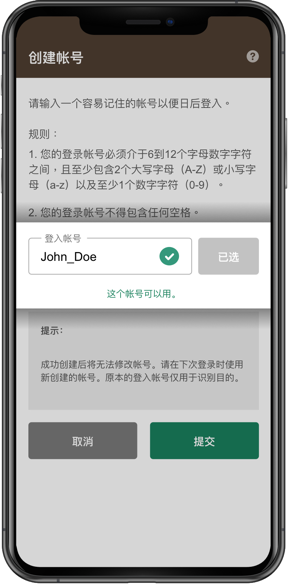 创建帐号
?
请输入一个容易记住的帐号以便日后登入。
规则：
1. 您的登录帐号必须介于6到12个字母数字字符
之间，且至少包含2个大写字母（A-Z）或小写字
母（a-z）以及至少1个数字字符（0-9）。
2. 您的登录帐号不得包含任何空格。
登入帐号
John_Doe
已选
这个帐号可以用。
提示：
成功创建后将无法修改帐号。请在下次登录时使用
新创建的帐号。原本的登入帐号仅用于识别目的。
取消
提交